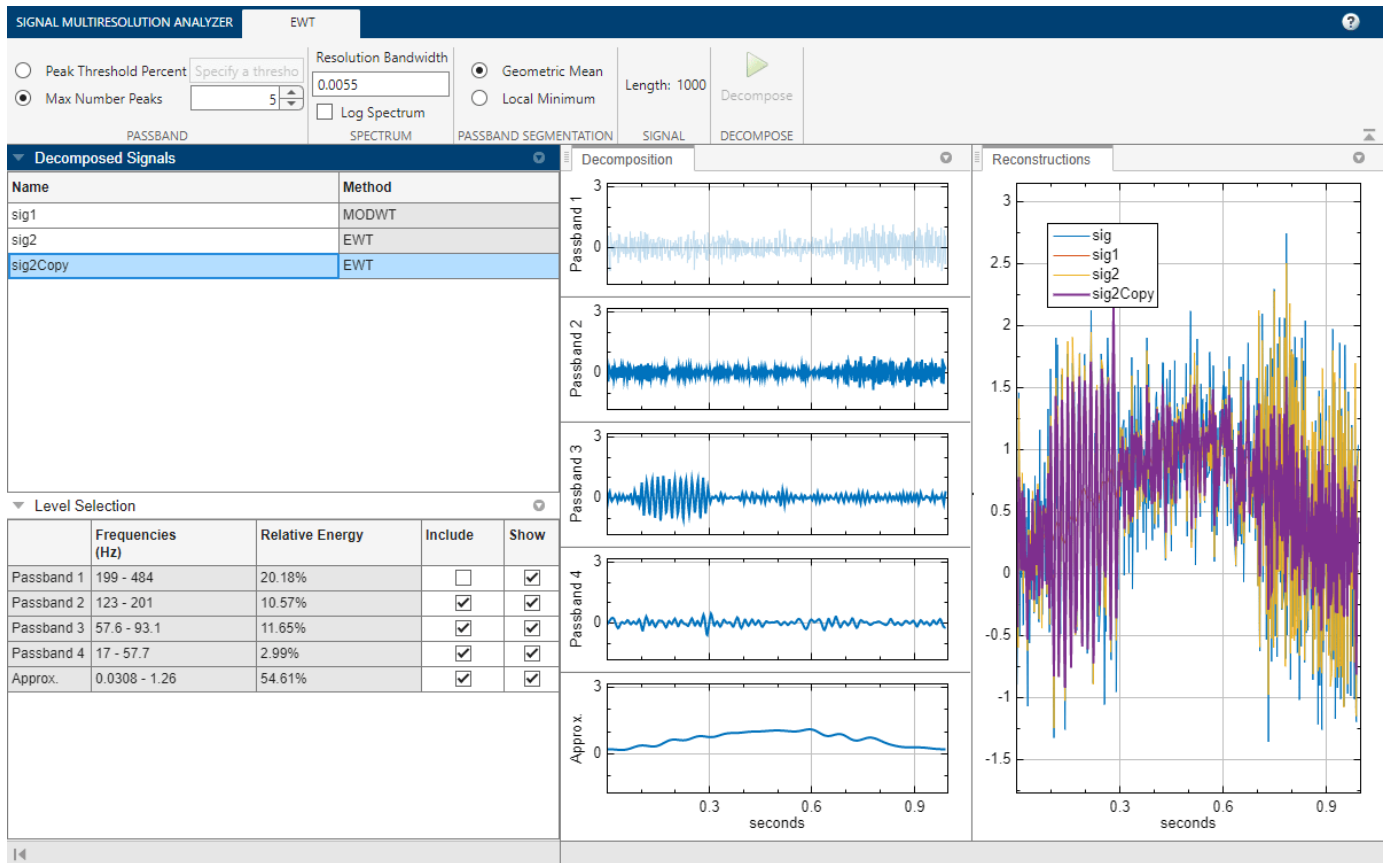 SIGNAL MULTIRESOLUTION ANALYZER EWT ?
Peak Threshold Percent Specify a thresho
Max Number Peaks 5
PASSBAND
Resolution Bandwidth
0.0055
Log Spectrum
SPECTRUM
Geometric Mean
Local Minimum
PASSBAND SEGMENTATION
Length: 1000
SIGNAL
Decompose
DECOMPOSE
Decomposed Signals
Name Method
sig1 MODWT
sig2 EWT
sig2Copy EWT
Level Selection
Frequencies
(Hz)
Relative Energy Include Show
Passband 1 199 - 484 20.18%
Passband 2 123 - 201 10.57%
Passband 3 57.6 - 93.1 11.65%
Passband 4 17 - 57.7 2.99%
Approx. 0.0308 - 1.26 54.61%
Decomposition
Passband 1
3
0
Passband 2
3
0
Passband 3
3
0
Passband 4
3
0
Approx.
3
0
0.3 0.6 0.9
seconds
Reconstructions
sig
sig1
sig2
sig2Copy
3
2.5
2
1.5
1
0.5
0
-0.5
-1
-1.5
0.3 0.6 0.9
seconds